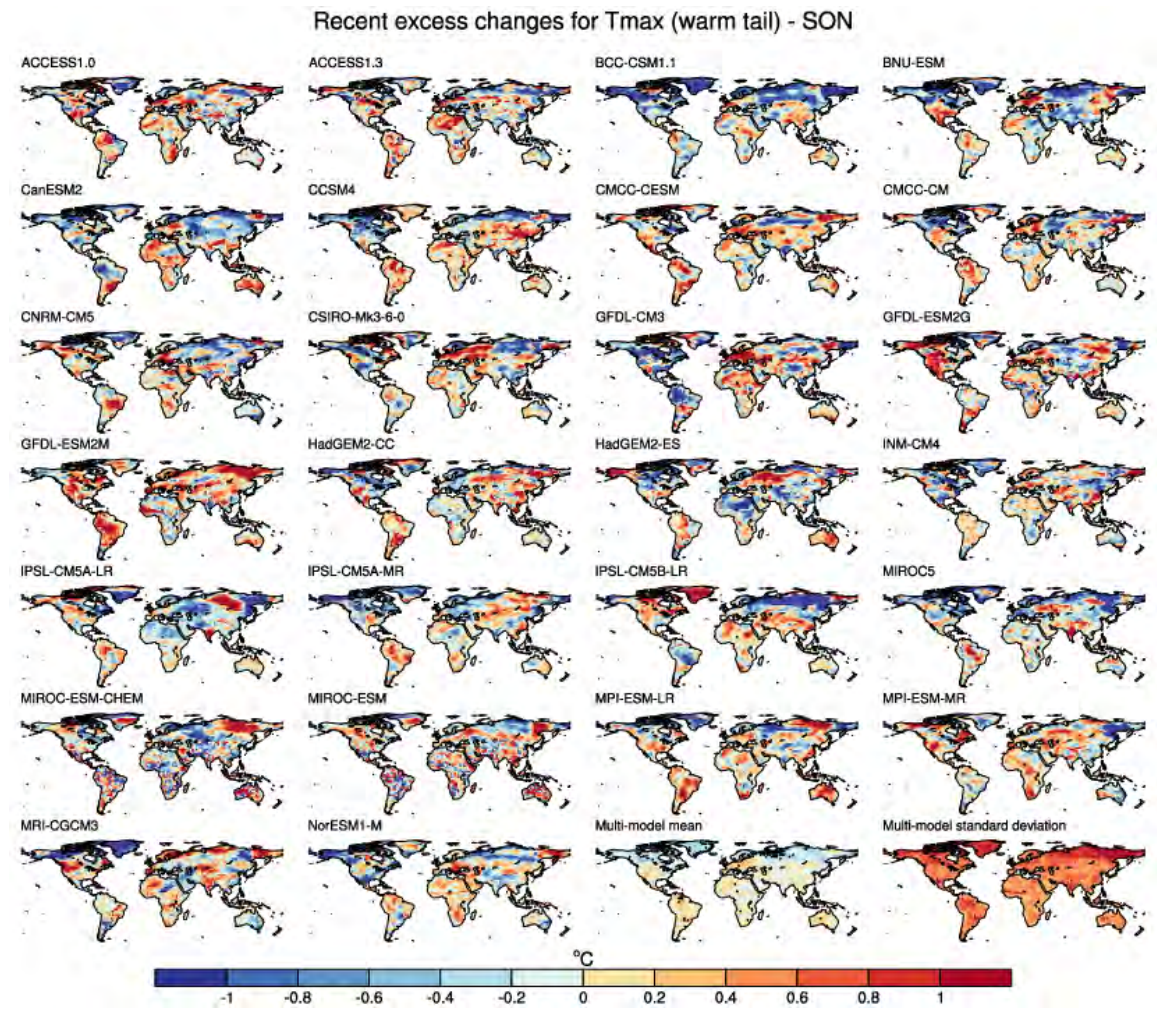 Recent excess changes for Tmax (warm tail) - SON
ACCESS1.0 ACCESS1.3 BCC-CSM1.1 BNU-ESM
CanESM2 CCSM4 CMCC-CESM CMCC-CM
CNRM-CM5 CSIRO-Mk3-6-0 GFDL-CM3 GFDL-ESM2G
GFDL-ESM2M HadGEM2-CC HadGEM2-ES INM-CM4
IPSL-CM5A-LR IPSL-CM5A-MR IPSL-CM5B-LR MIROC5
MIROC-ESM-CHEM MIROC-ESM MPI-ESM-LR MPI-ESM-MR
MRI-CGCM3 NorESM1-M Multi-model mean Multi-model standard deviation
°C
-1 -0.8 -0.6 -0.4 -0.2 0 0.2 0.4 0.6 0.8 1